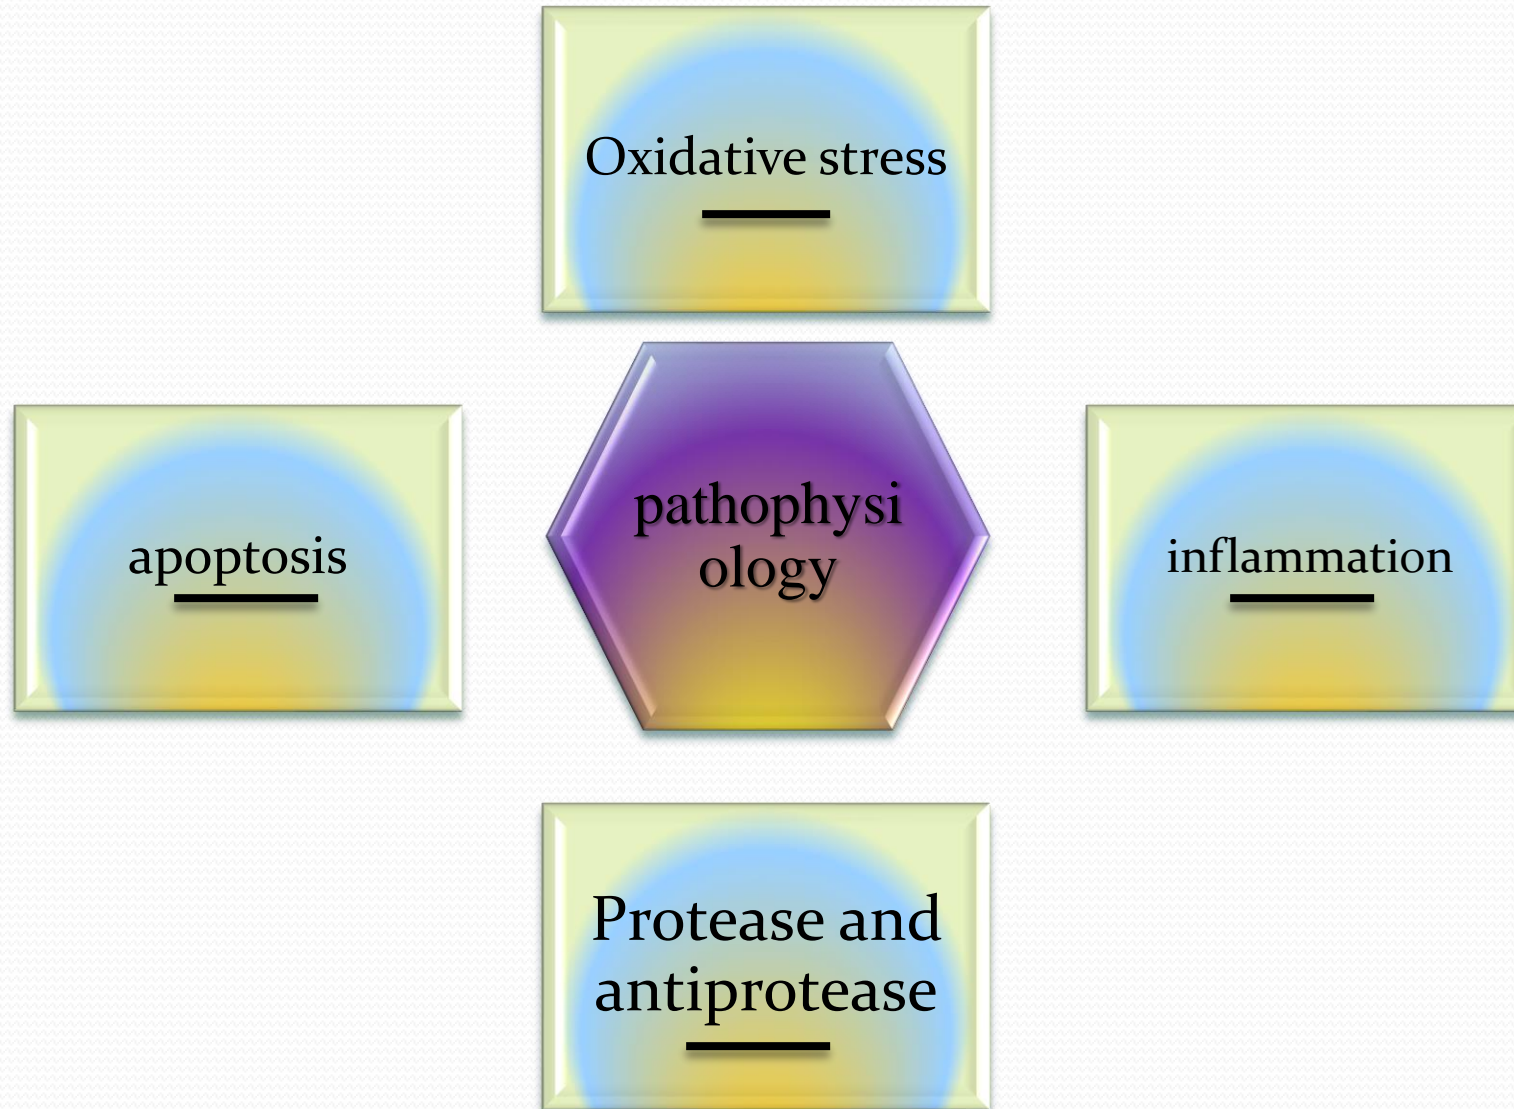 Oxidative stress
apoptosis
pathophysi
ology
inflammation
Protease and
antiprotease